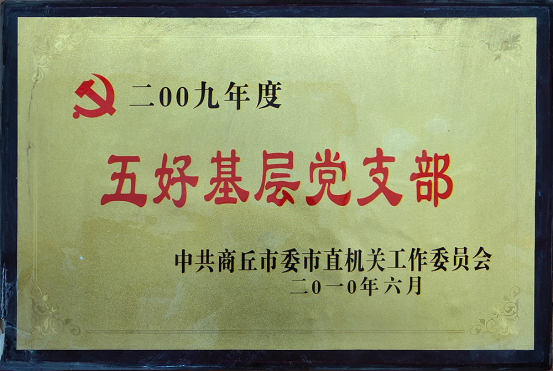 二00九年度
五好基层党支部
中共商丘市委市直机关工作委员会
二0一0年六月